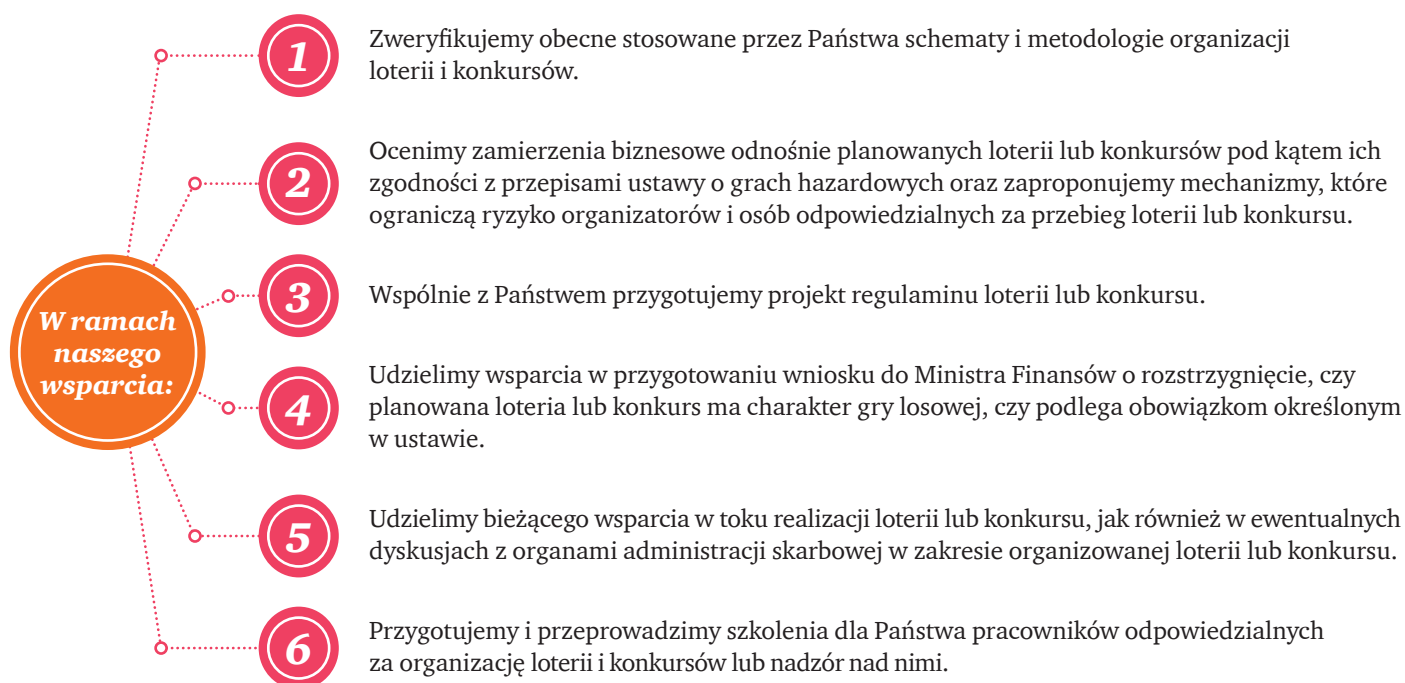 1
Zweryfikujemy obecne stosowane przez Państwa schematy i metodologie organizacji
loterii i konkursów.
2
Ocenimy zamierzenia biznesowe odnośnie planowanych loterii lub konkursów pod kątem ich
zgodności z przepisami ustawy o grach hazardowych oraz zaproponujemy mechanizmy, które
ograniczą ryzyko organizatorów i osób odpowiedzialnych za przebieg loterii lub konkursu.
W ramach
naszego
wsparcia:
3
Wspólnie z Państwem przygotujemy projekt regulaminu loterii lub konkursu.
4
Udzielimy wsparcia w przygotowaniu wniosku do Ministra Finansów o rozstrzygnięcie, czy
planowana loteria lub konkurs ma charakter gry losowej, czy podlega obowiązkom określonym
w ustawie.
5
Udzielimy bieżącego wsparcia w toku realizacji loterii lub konkursu, jak również w ewentualnych
dyskusjach z organami administracji skarbowej w zakresie organizowanej loterii lub konkursu.
6
Przygotujemy i przeprowadzimy szkolenia dla Państwa pracowników odpowiedzialnych
za organizację loterii i konkursów lub nadzór nad nimi.